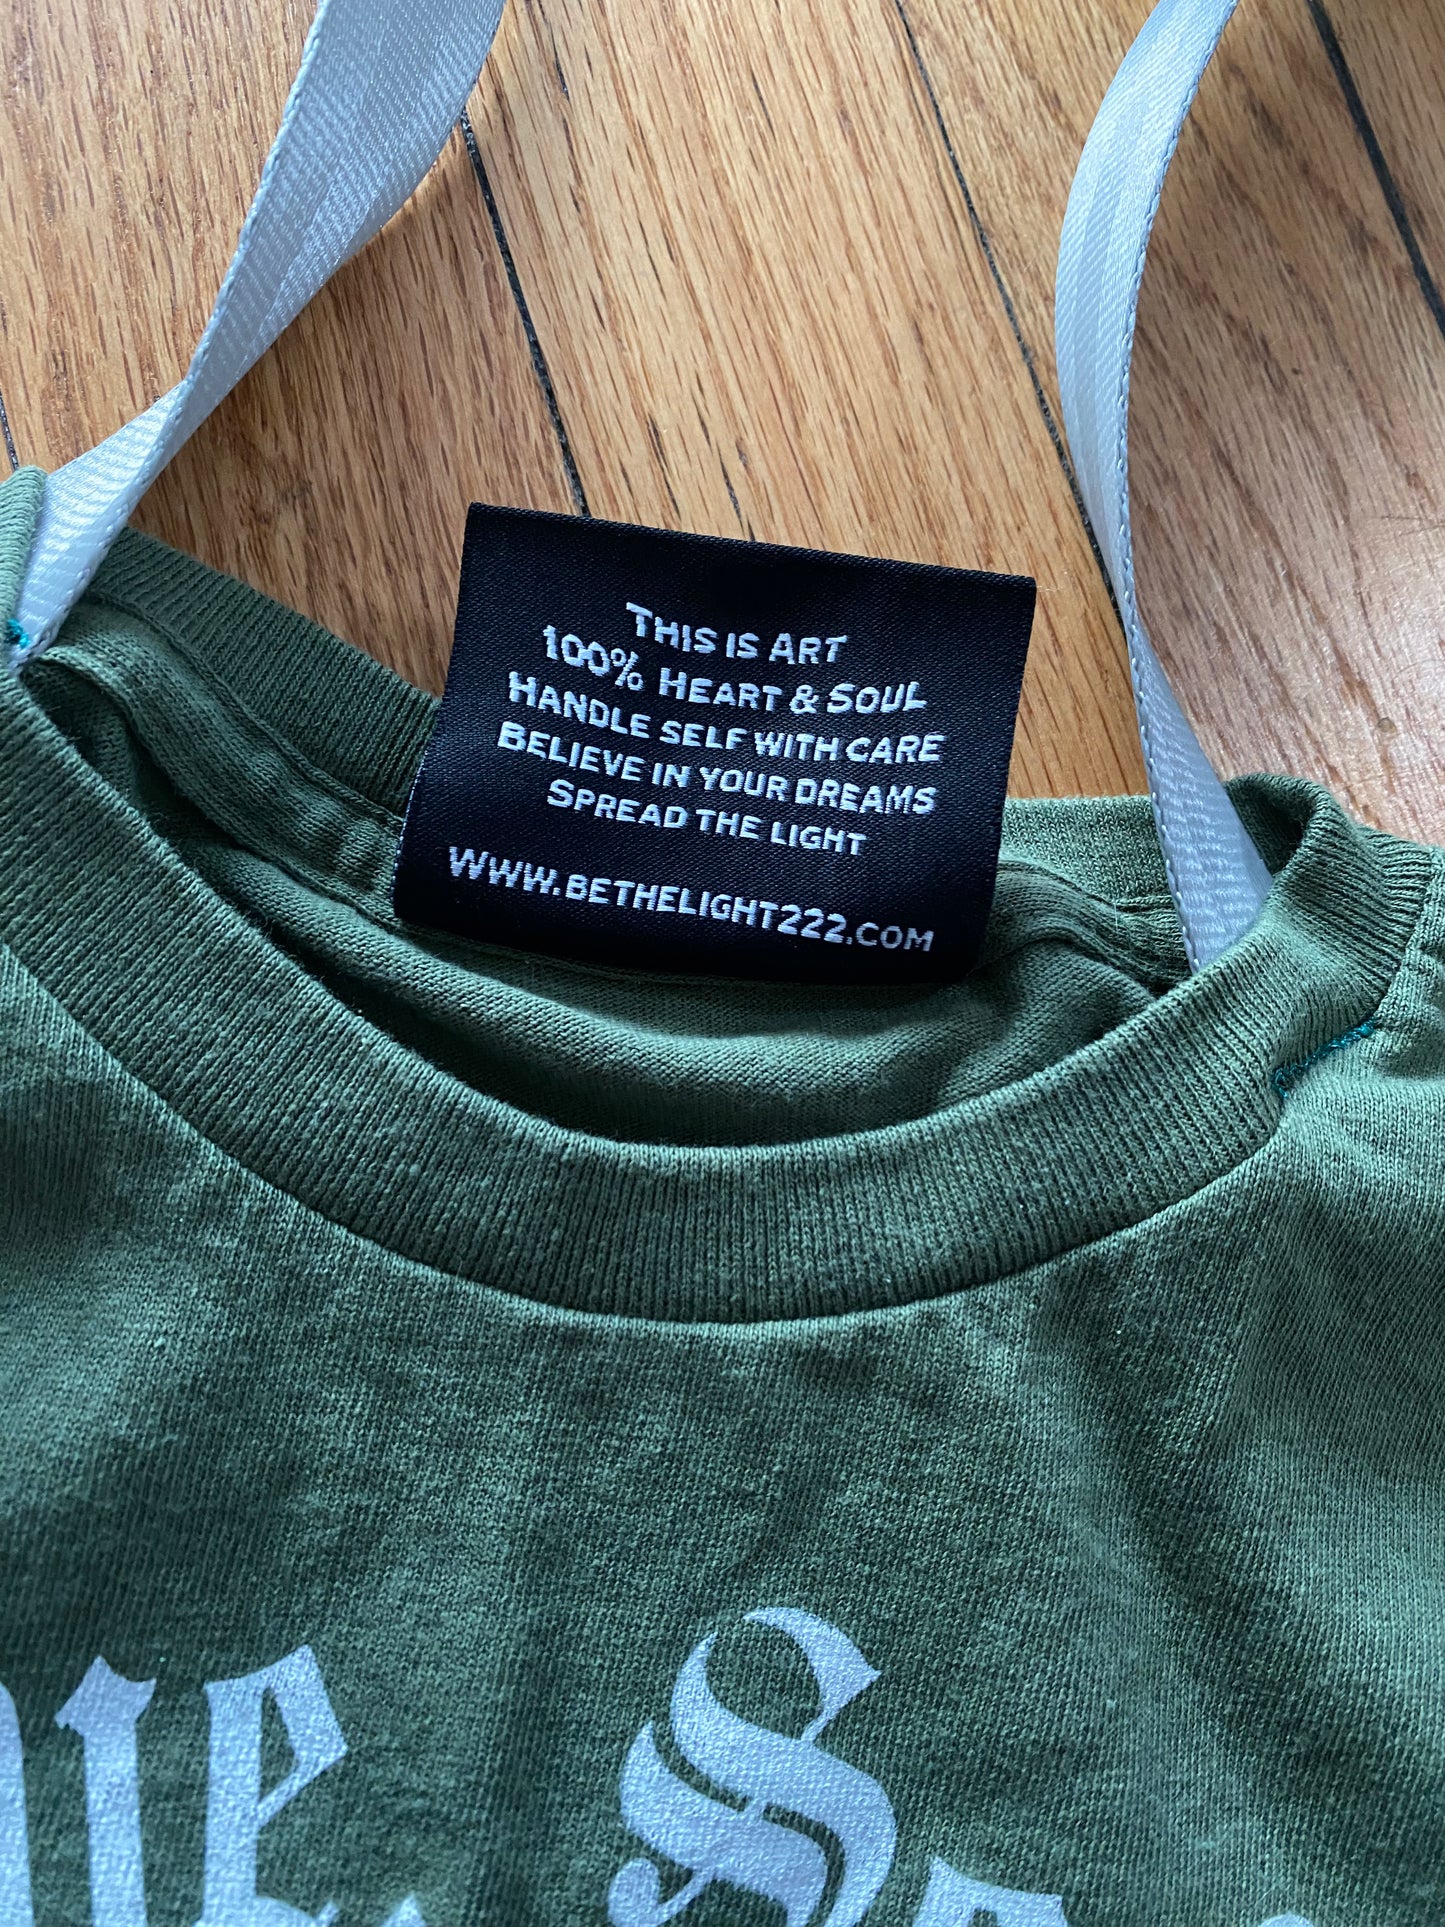 THIS IS ART
100% HEART & SOUL
HANDLE SELF WITH CARE
BELIEVE IN YOUR DREAMS
SPREAD THE LIGHT
WWW.BETHELIGHT222.COM